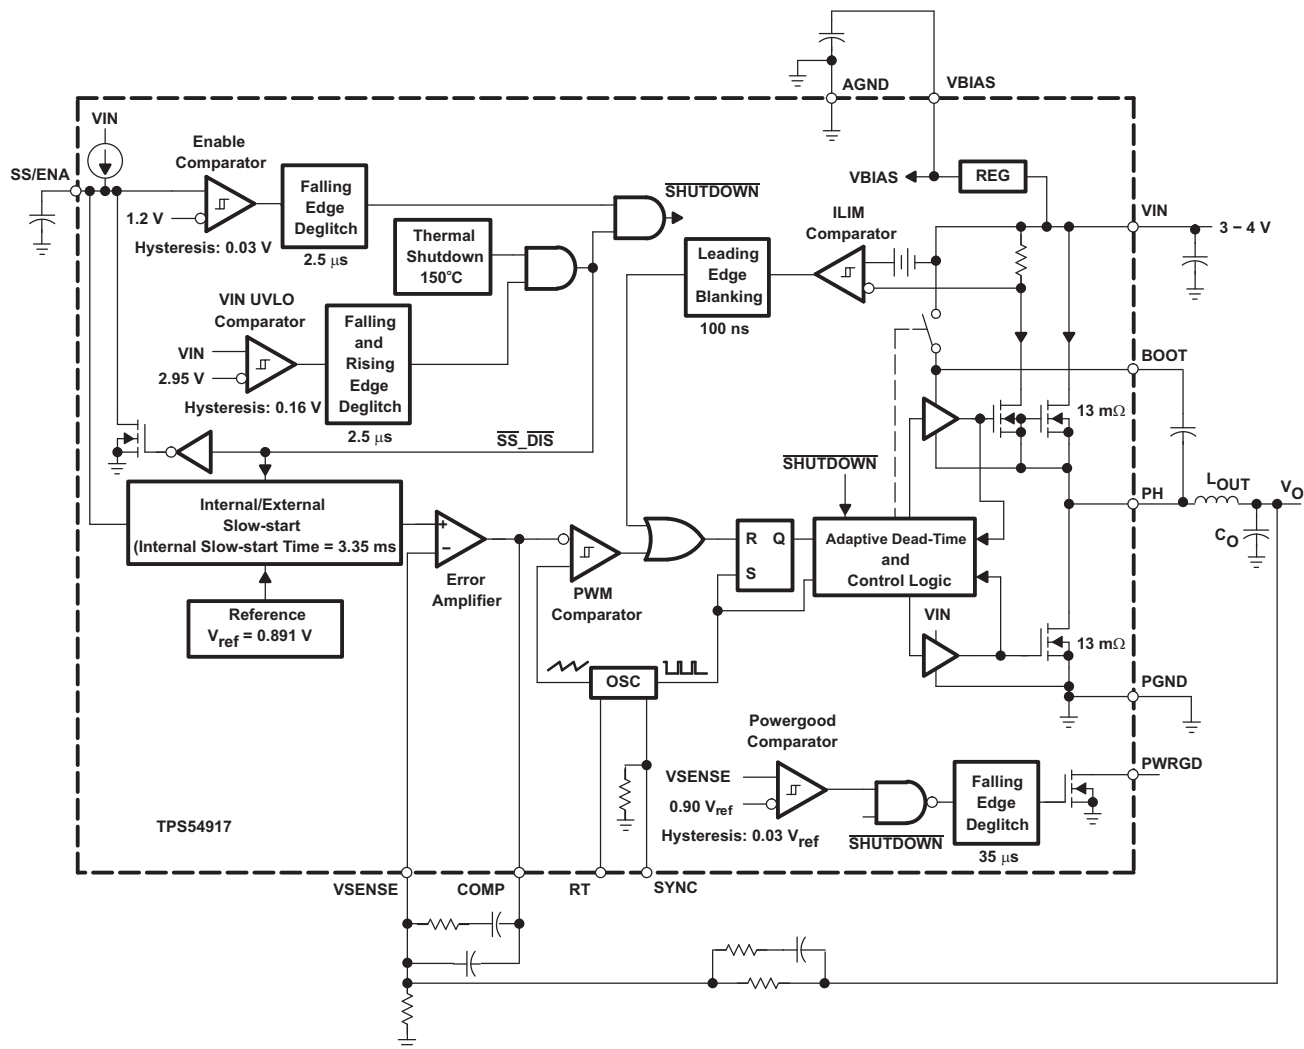 AGND
VBIAS
VIN
Enable
Comparator
SS/ENA
1.2 V
Hysteresis: 0.03 V
Falling
Edge
Deglitch
2.5 μs
Thermal
Shutdown
150°C
SHUTDOWN
VBIAS
REG
ILIM
Comparator
Leading
Edge
Blanking
100 ns
VIN
3 – 4 V
VIN UVLO
Comparator
VIN
2.95 V
Hysteresis: 0.16 V
Falling
and
Rising
Edge
Deglitch
2.5 μs
BOOT
13 mΩ
SS_DIS
SHUTDOWN
Internal/External
Slow-start
(Internal Slow-start Time = 3.35 ms
Reference
Vref = 0.891 V
+
−
Error
Amplifier
PWM
Comparator
R Q
S
Adaptive Dead-Time
and
Control Logic
PH
LOUT
VO
CO
VIN
13 mΩ
OSC
PGND
Powergood
Comparator
VSENSE
0.90 Vref
Hysteresis: 0.03 Vref
SHUTDOWN
Falling
Edge
Deglitch
35 μs
PWRGD
TPS54917
VSENSE
COMP
RT
SYNC